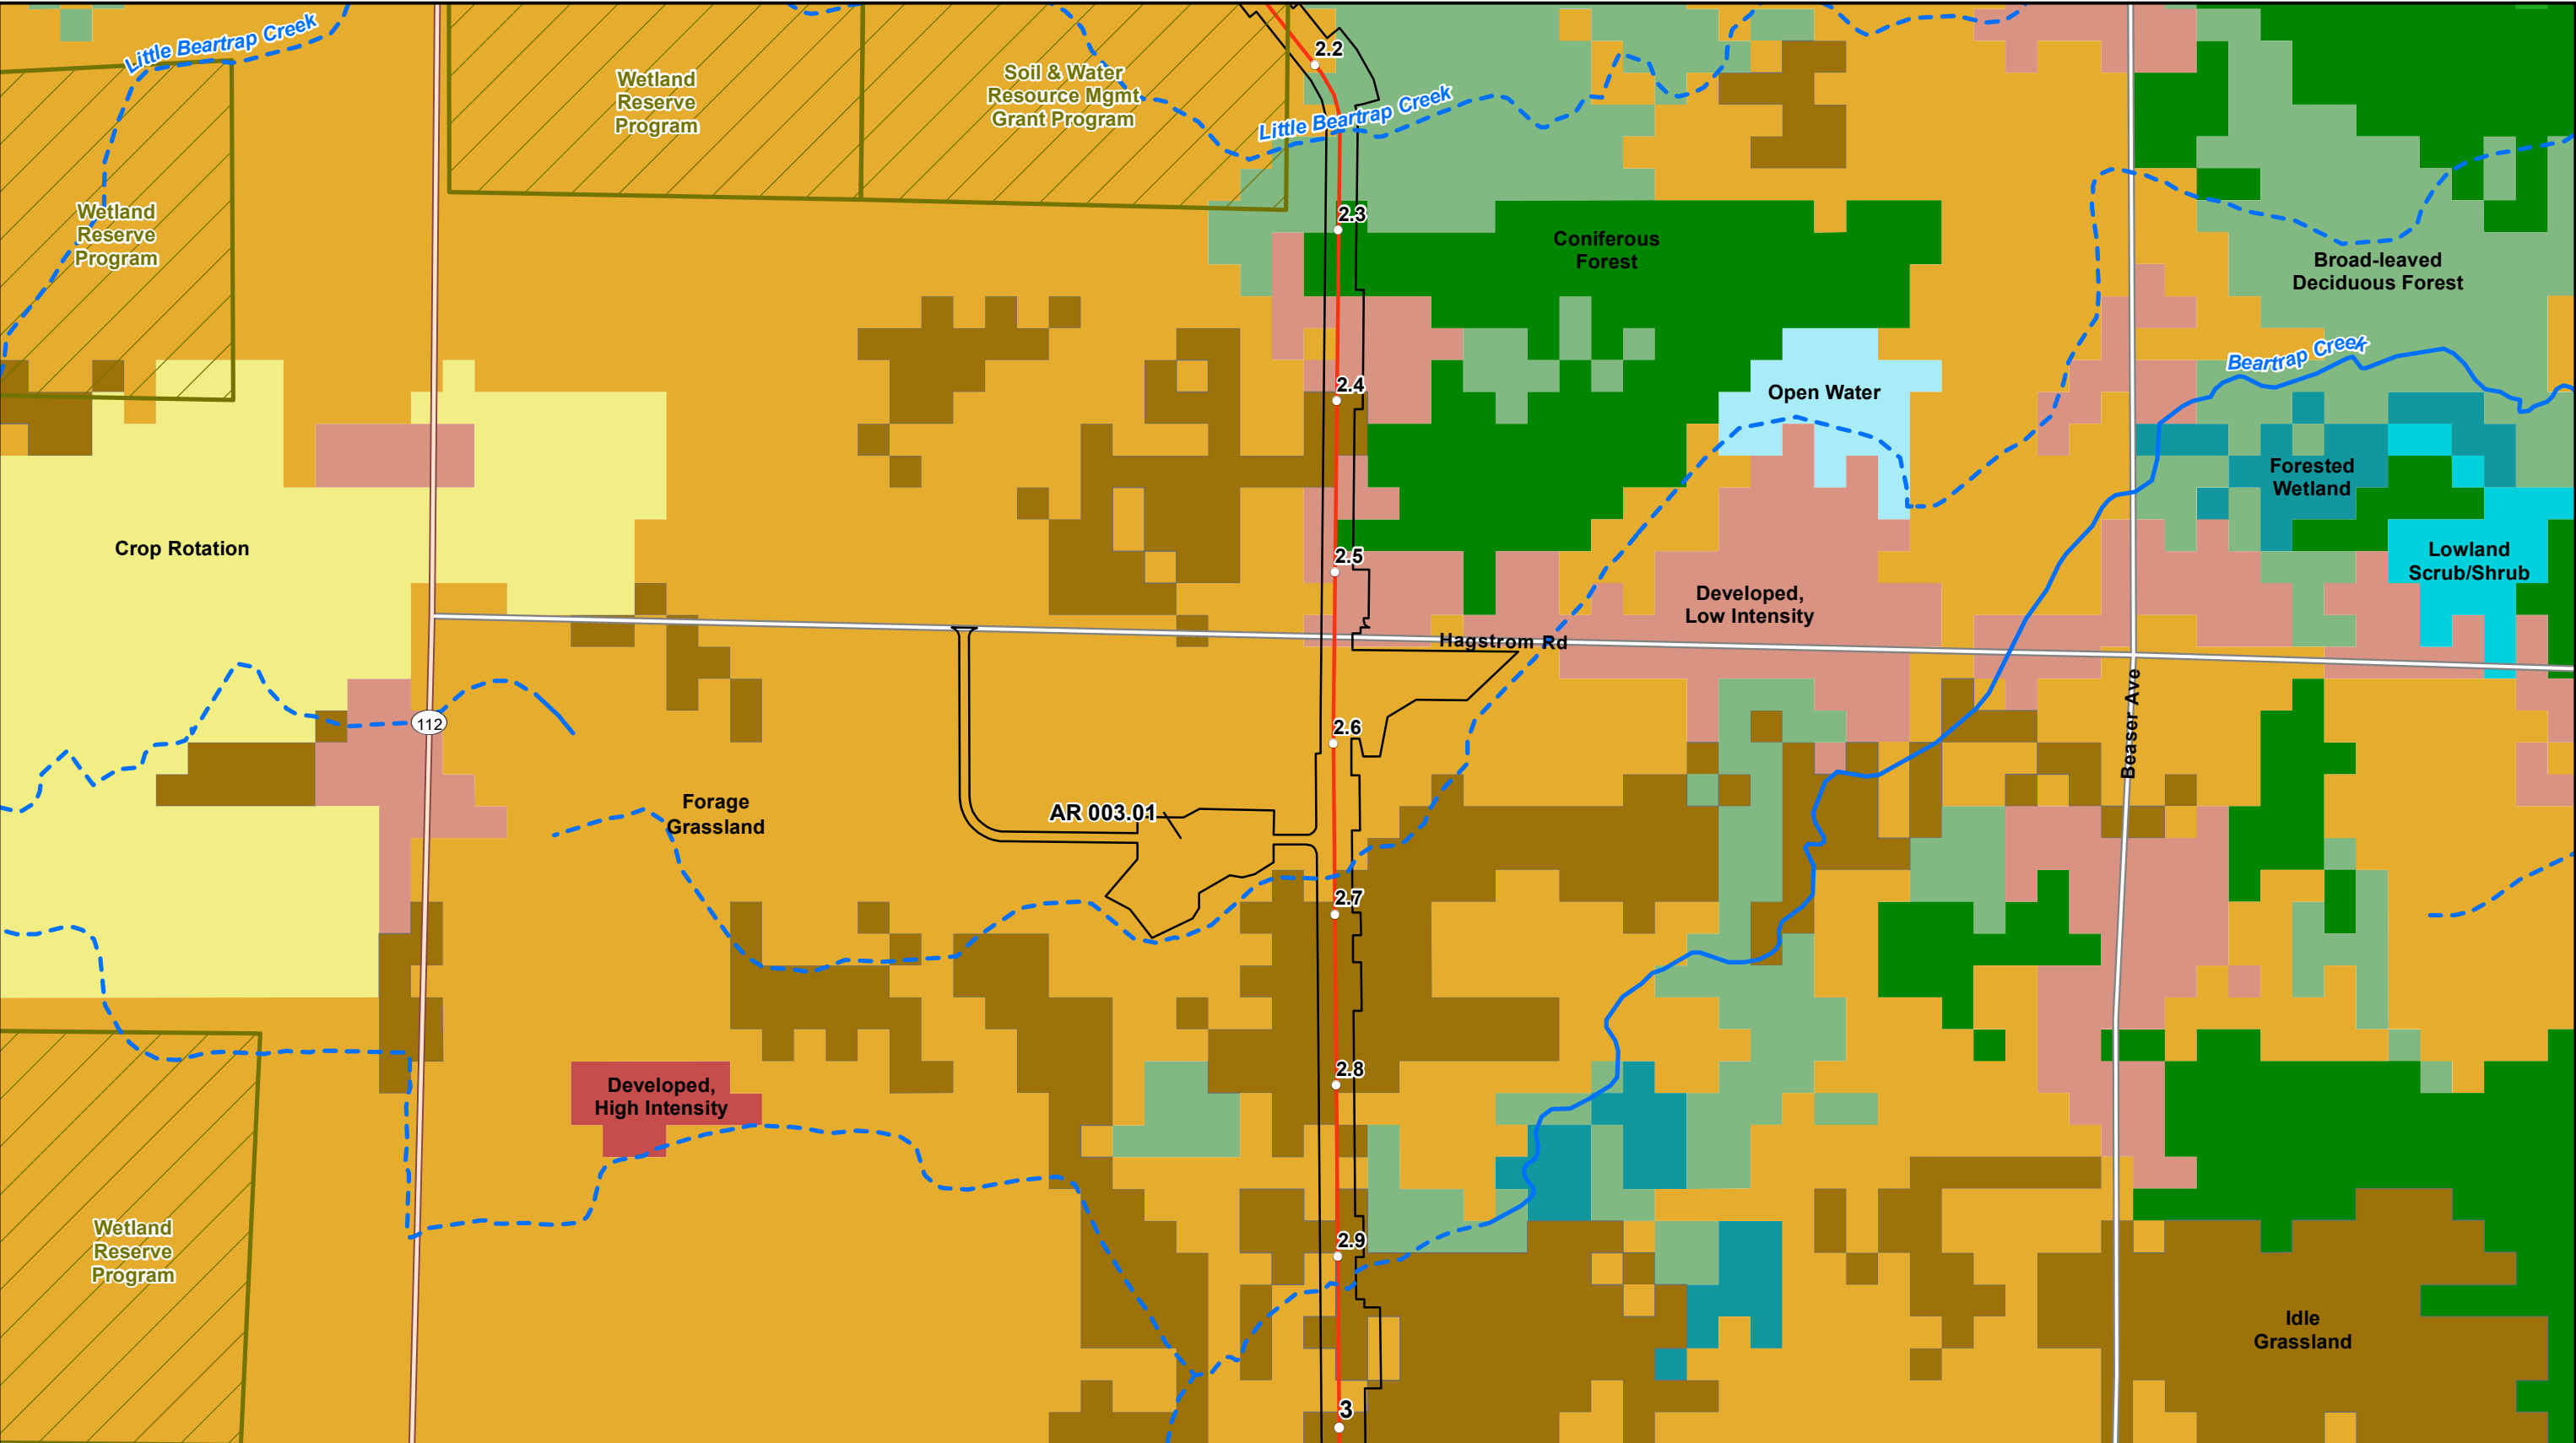 Little Beartrap Creek
2.2
Wetland
Reserve
Program
Soil & Water
Resource Mgmt
Grant Program
Little Beartrap Creek
Wetland
Reserve
Program
2.3
Coniferous
Forest
Broad-leaved
Deciduous Forest
Beartrap Creek
2.4
Open Water
Forested
Wetland
Crop Rotation
2.5
Lowland
Scrub/Shrub
Developed,
Low Intensity
Hagstrom Rd
112
2.6
Beaser Ave
Forage
Grassland
AR 003.01
2.7
2.8
Developed,
High Intensity
Wetland
Reserve
Program
2.9
Idle
Grassland
3